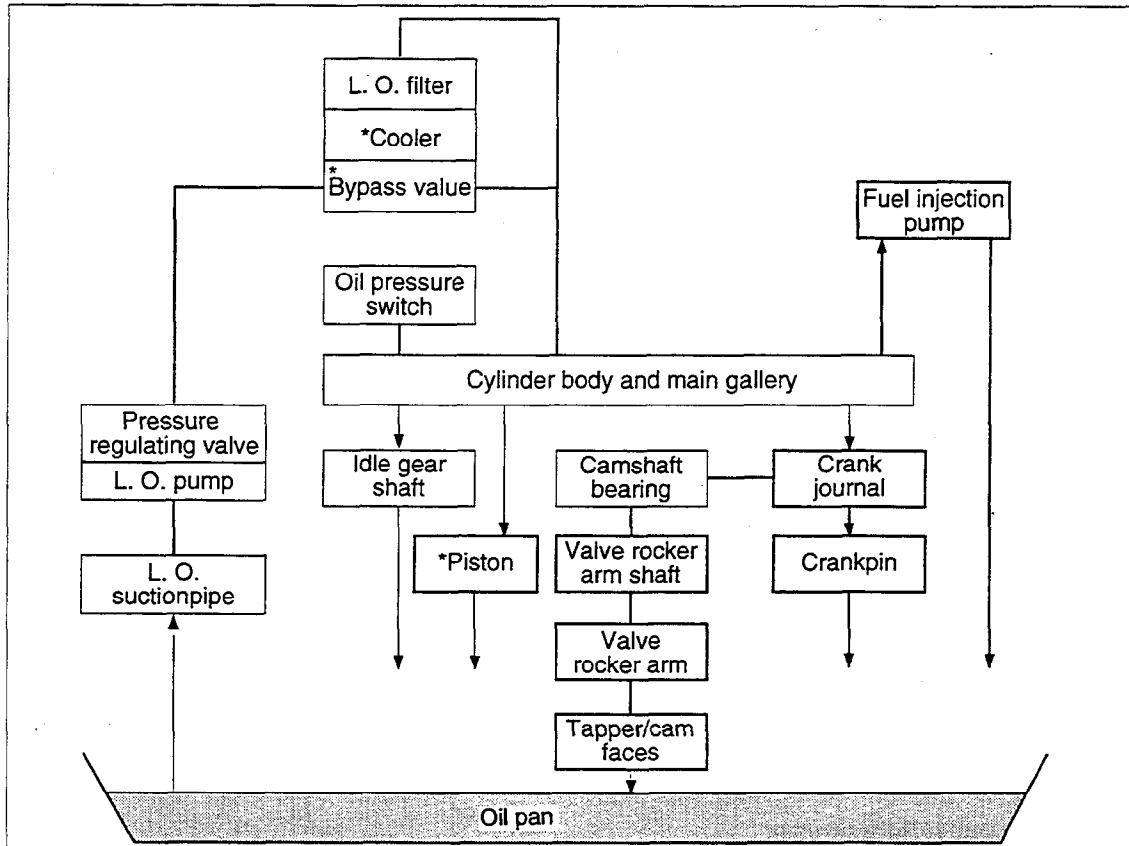 L. O. filter
*Cooler
*Bypass value
Fuel injection
pump
Oil pressure
switch
Cylinder body and main gallery
Pressure
regulating valve
L. O. pump
Idle gear
shaft
Camshaft
bearing
Crank
journal
*Piston
Valve rocker
arm shaft
Crankpin
L. O.
suctionpipe
Valve
rocker arm
Tapper/cam
faces
Oil pan